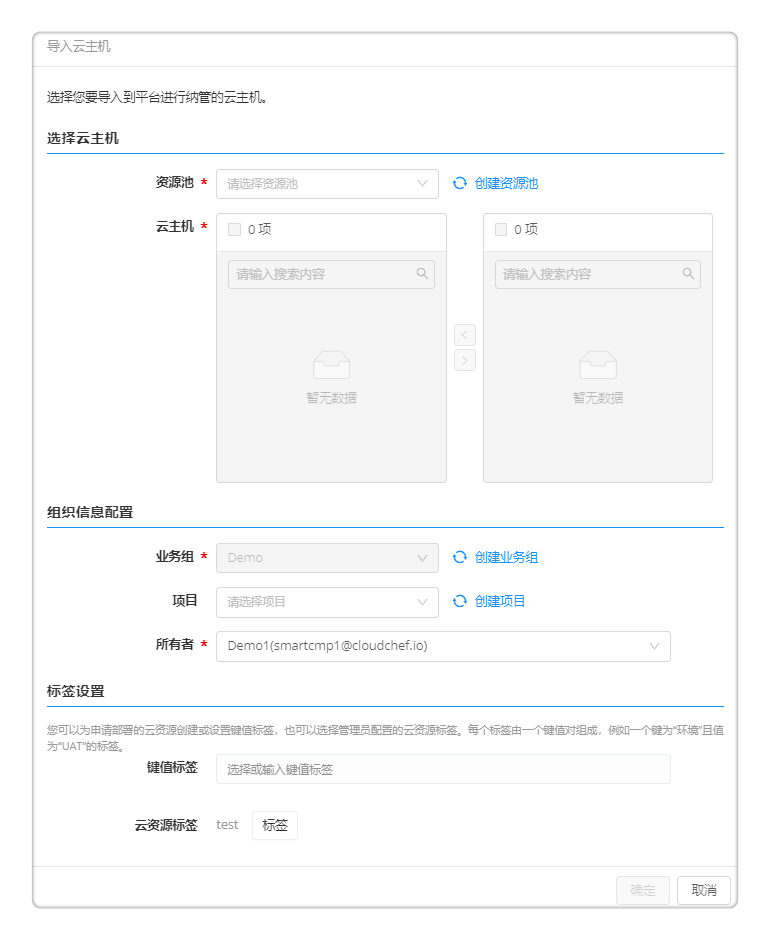 导入云主机
选择您要导入到平台进行纳管的云主机。
选择云主机
资源池 * 请选择资源池 创建资源池
云主机 * 0 项 0 项
请输入搜索内容 请输入搜索内容
< 
>
暂无数据 暂无数据
组织信息配置
业务组 * Demo 创建业务组
项目 请选择项目 创建项目
所有者 * Demo1(smartcmp1@cloudchef.io)
标签设置
您可以为申请部署的云资源创建或设置键值标签，也可以选择管理员配置的云资源标签。每个标签由一个键值对组成，例如一个键为“环境”且值
为“UAT”的标签。
键值标签 选择或输入键值标签
云资源标签 test 标签
确定 取消